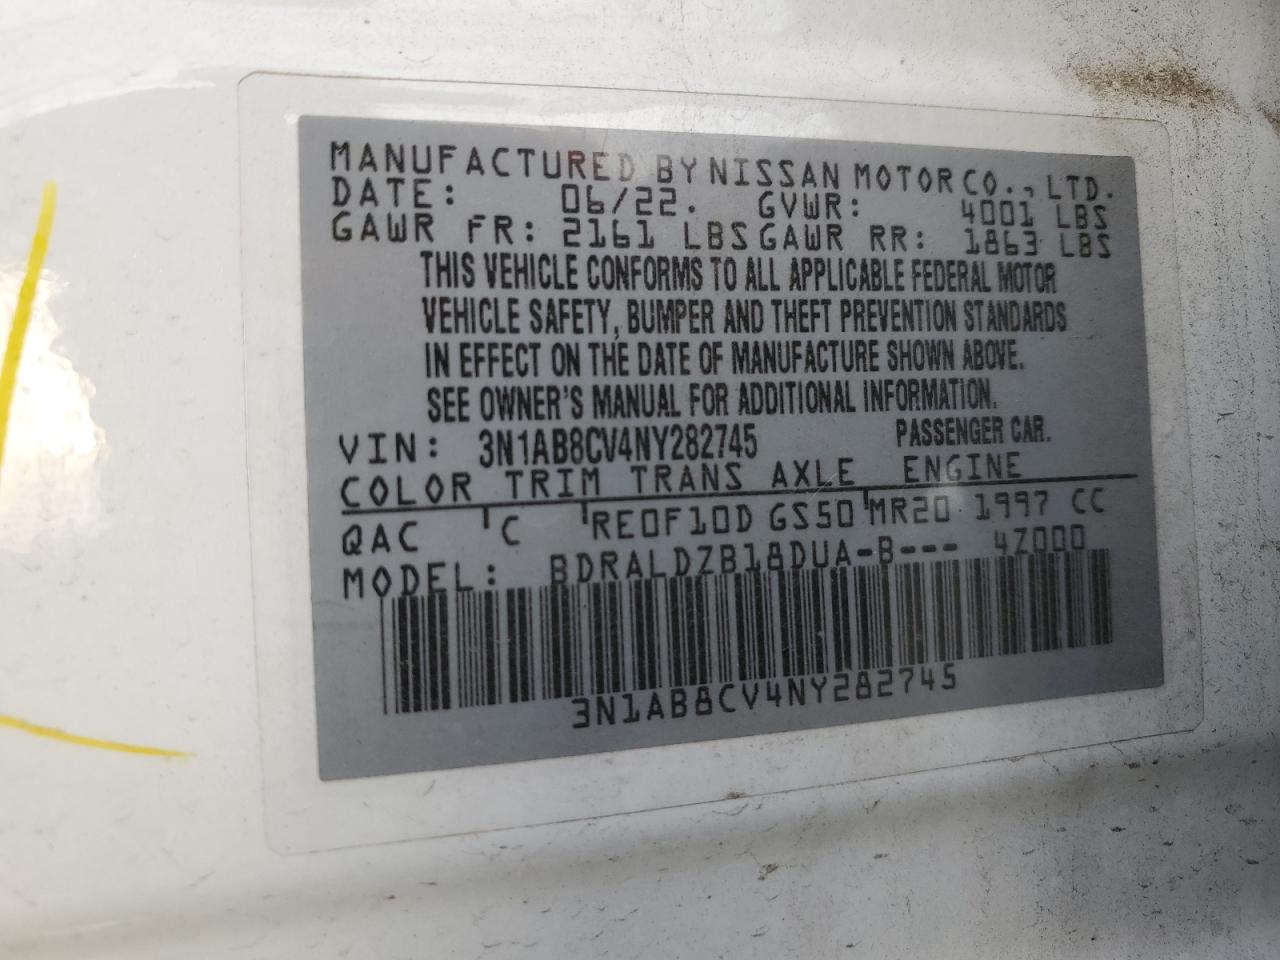 MANUFACTURED BY NISSAN MOTOR CO., LTD.
DATE: 06/22. GVWR: 4001 LBS
GAWR FR: 2161 LBS GAWR RR: 1863 LBS
THIS VEHICLE CONFORMS TO ALL APPLICABLE FEDERAL MOTOR
VEHICLE SAFETY, BUMPER AND THEFT PREVENTION STANDARDS
IN EFFECT ON THE DATE OF MANUFACTURE SHOWN ABOVE.
SEE OWNER'S MANUAL FOR ADDITIONAL INFORMATION.
VIN: 3N1AB8CV4NY282745 PASSENGER CAR.
COLOR TRIM TRANS AXLE ENGINE
QAC C RE0F10D GS50 MR20 1997 CC
MODEL: BDRALDZB18DUA-B--- 4Z000
3N1AB8CV4NY282745